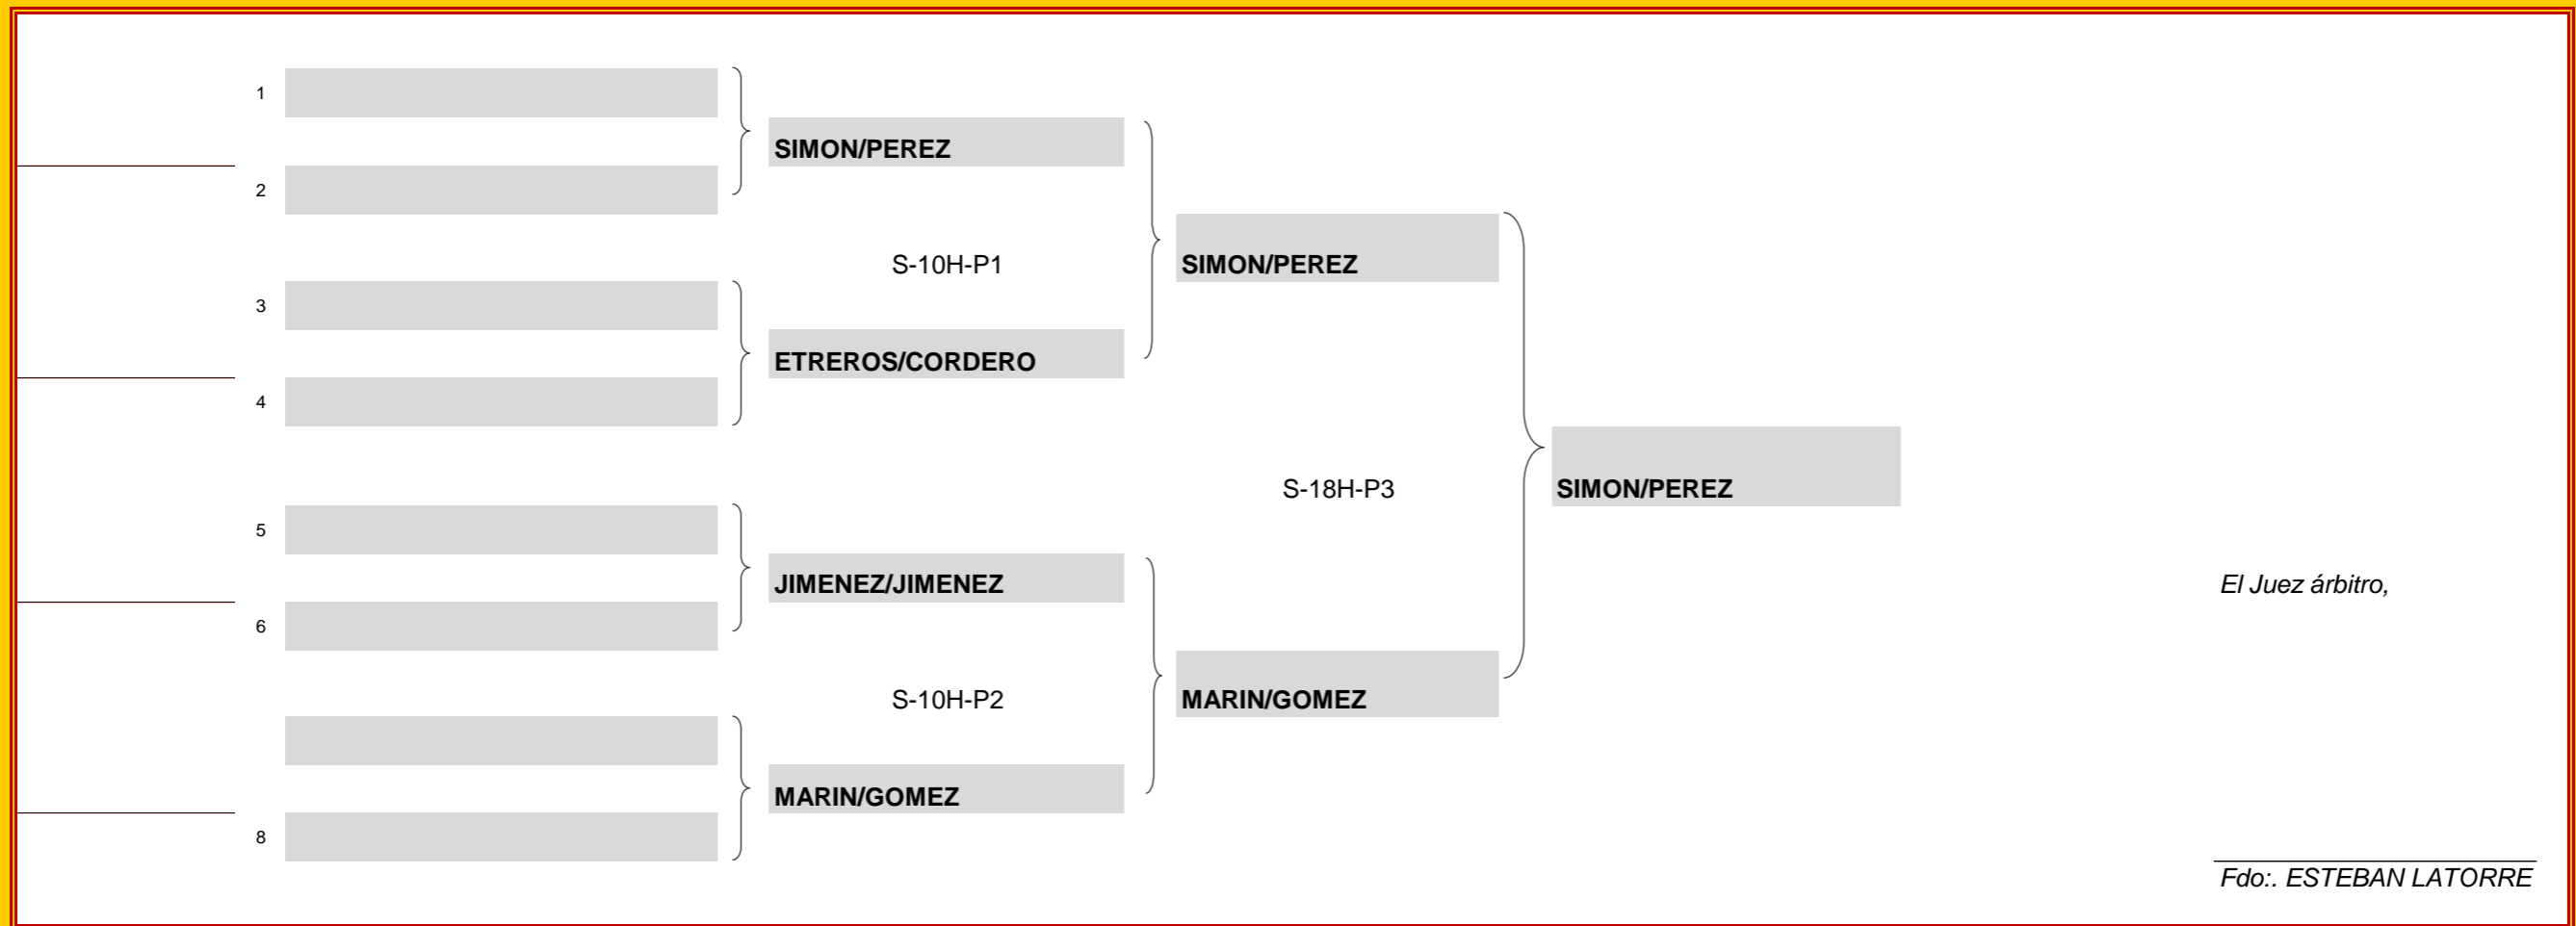 1
SIMON/PEREZ
2
S-10H-P1
SIMON/PEREZ
3
ETREROS/CORDERO
4
S-18H-P3
SIMON/PEREZ
5
JIMENEZ/JIMENEZ
El Juez árbitro,
6
S-10H-P2
MARIN/GOMEZ
MARIN/GOMEZ
8
Fdo:. ESTEBAN LATORRE